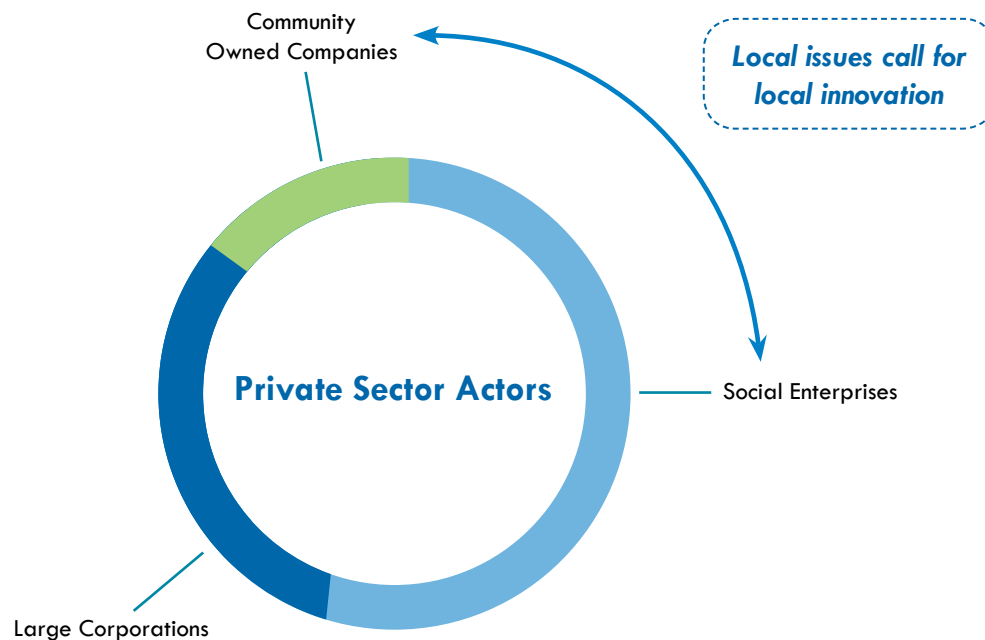 Community
Owned Companies
Local issues call for
local innovation
Private Sector Actors
Social Enterprises
Large Corporations